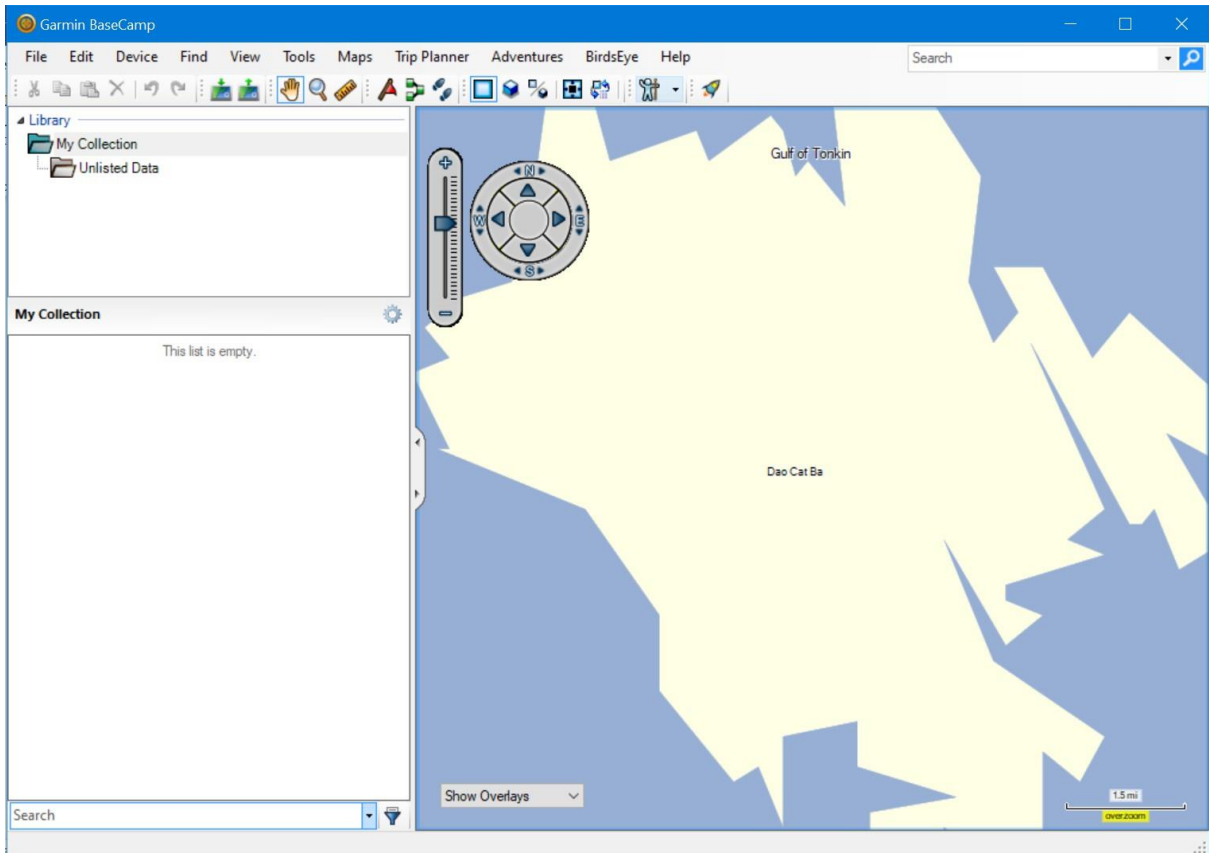 Garmin BaseCamp
File Edit Device Find View Tools Maps Trip Planner Adventures BirdsEye Help
Search
Library
My Collection
Unlisted Data
My Collection
This list is empty.
Search
Gulf of Tonkin
N
W E
S
Dao Cat Ba
Show Overlays
1.5 mi
overzoom